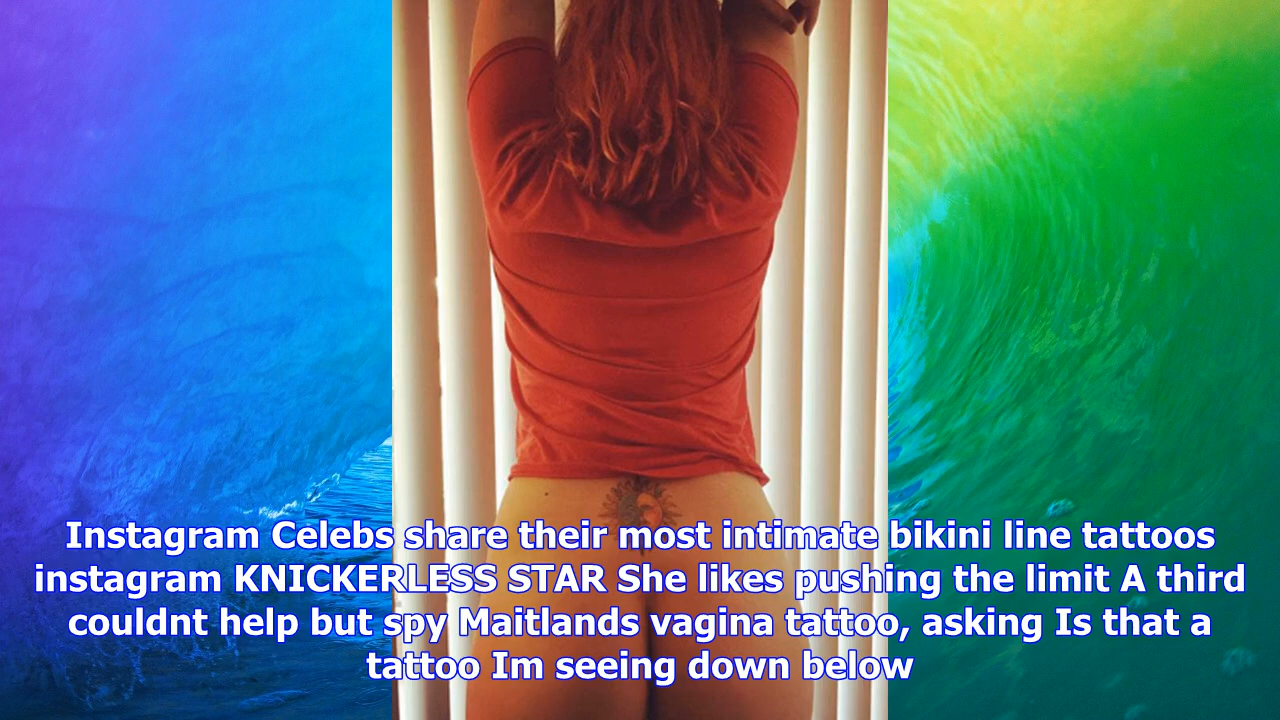 Instagram Celebs share their most intimate bikini line tattoos
instagram KNICKERLESS STAR She likes pushing the limit A third
couldnt help but spy Maitlands vagina tattoo, asking Is that a
tattoo Im seeing down below